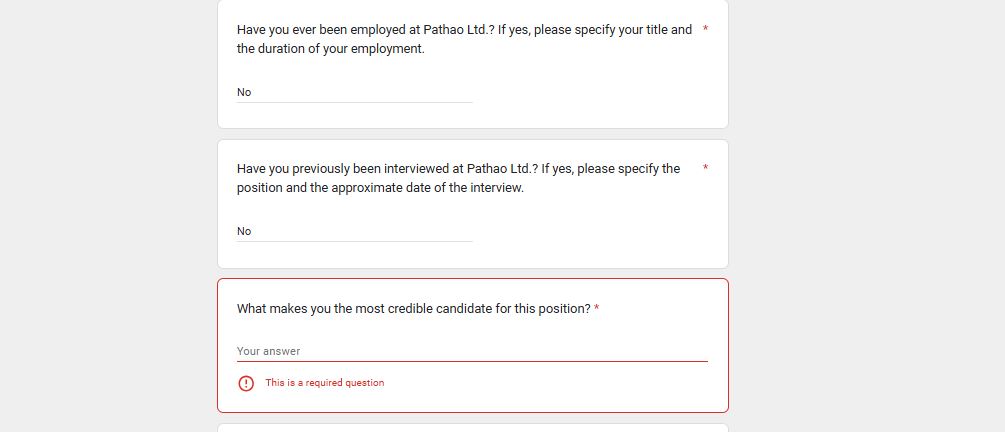 Have you ever been employed at Pathao Ltd.? If yes, please specify your title and *
the duration of your employment.
No
Have you previously been interviewed at Pathao Ltd.? If yes, please specify the *
position and the approximate date of the interview.
No
What makes you the most credible candidate for this position? *
Your answer
This is a required question